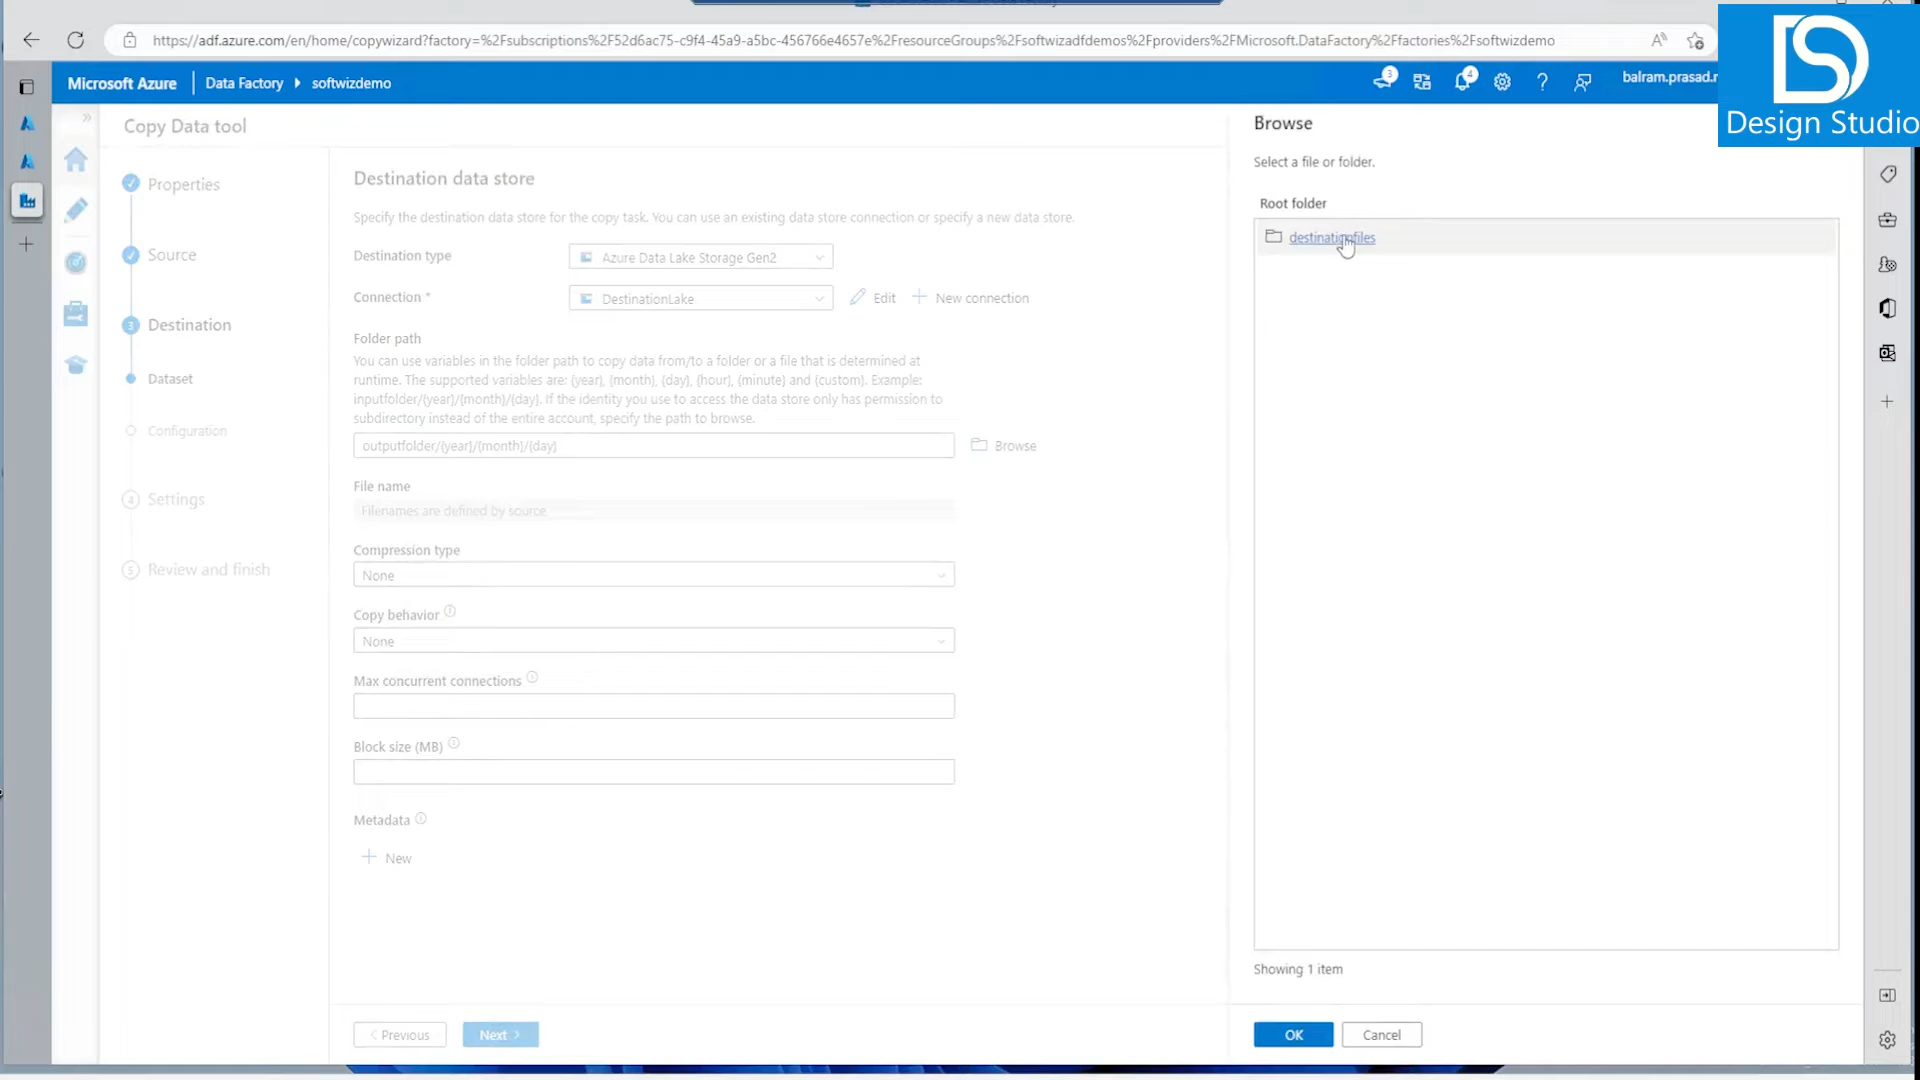 https://adf.azure.com/en/home/copywizard?factory=%2Fsubscriptions%2F52d6ac75-c9f4-45a9-a5bc-456766e4657e%2FresourceGroups%2Fsoftwizadfdemos%2Fproviders%2FMicrosoft.DataFactory%2Ffactories%2Fsoftwizdemo
Microsoft Azure
Data Factory
softwizdemo
3
4
balram.prasad.r
Design Studio
Copy Data tool
Properties
Source
3 Destination
Dataset
Configuration
4 Settings
5 Review and finish
Destination data store
Specify the destination data store for the copy task. You can use an existing data store connection or specify a new data store.
Destination type
Azure Data Lake Storage Gen2
Connection *
DestinationLake
Edit
New connection
Folder path
You can use variables in the folder path to copy data from/to a folder or a file that is determined at
runtime. The supported variables are: {year}, {month}, {day}, {hour}, {minute} and {custom}. Example:
inputfolder/{year}/{month}/{day}. If the identity you use to access the data store only has permission to
subdirectory instead of the entire account, specify the path to browse.
outputfolder/{year}/{month}/{day}
Browse
File name
Filenames are defined by source
Compression type
None
Copy behavior
None
Max concurrent connections
Block size (MB)
Metadata
New
< Previous
Next >
Browse
Select a file or folder.
Root folder
destinationfiles
Showing 1 item
OK
Cancel